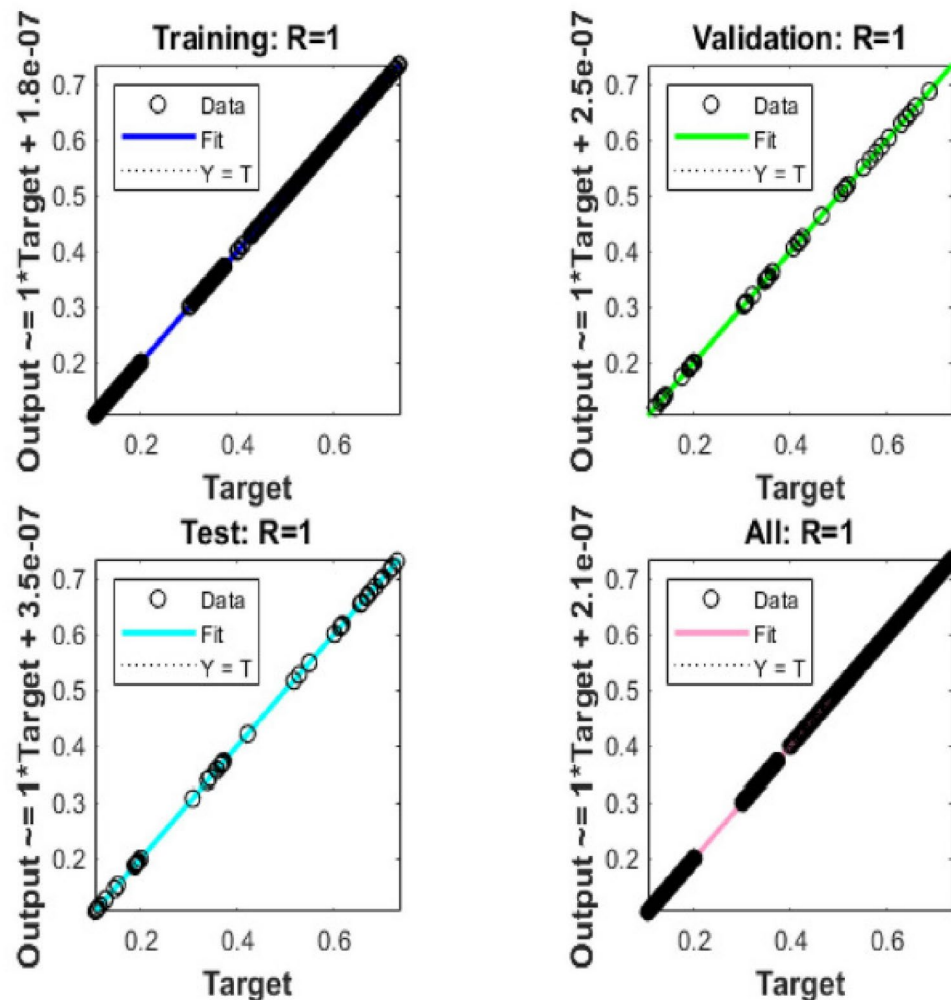 Training: R=1
Output ~= 1*Target + 1.8e-07
0.7
0.6
0.5
0.4
0.3
0.2
Data
Fit
Y = T
0.2 0.4 0.6
Target
Validation: R=1
Output ~= 1*Target + 2.5e-07
0.7
0.6
0.5
0.4
0.3
0.2
Data
Fit
Y = T
0.2 0.4 0.6
Target
Test: R=1
Output ~= 1*Target + 3.5e-07
0.7
0.6
0.5
0.4
0.3
0.2
Data
Fit
Y = T
0.2 0.4 0.6
Target
All: R=1
Output ~= 1*Target + 2.1e-07
0.7
0.6
0.5
0.4
0.3
0.2
Data
Fit
Y = T
0.2 0.4 0.6
Target